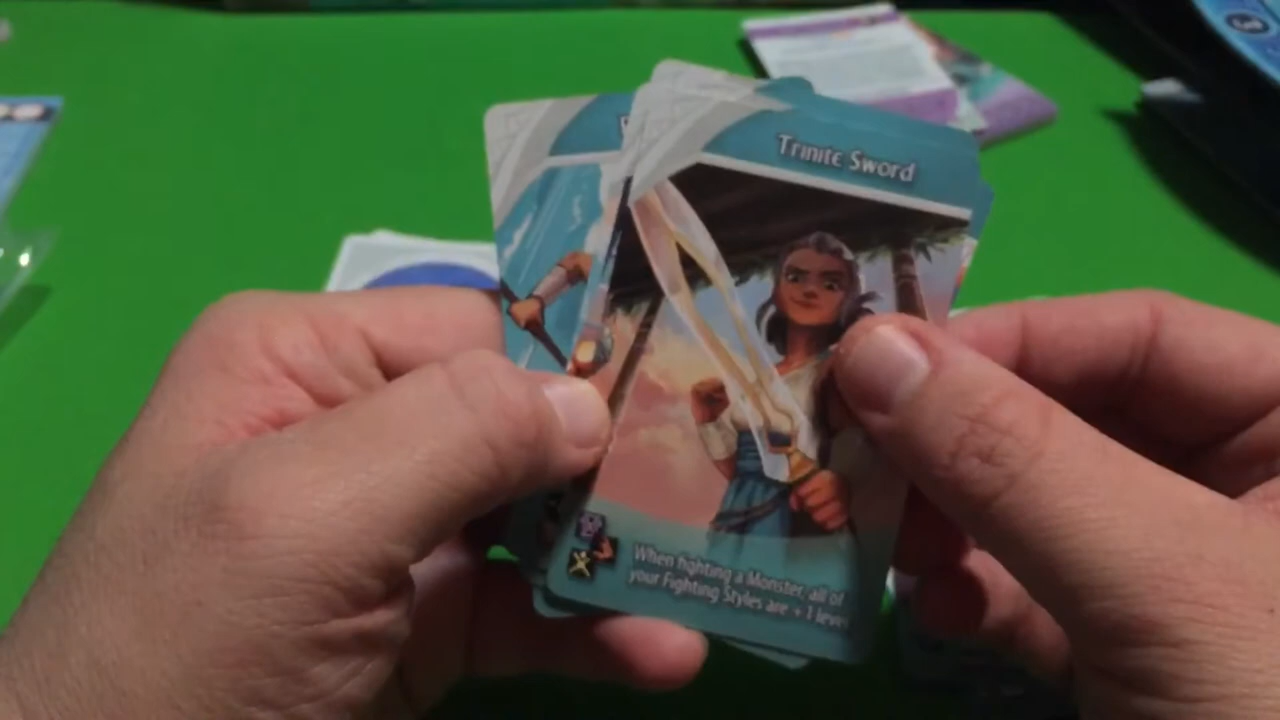 Trinite Sword
When fighting a Monster, all of
your Fighting Styles are +1 level